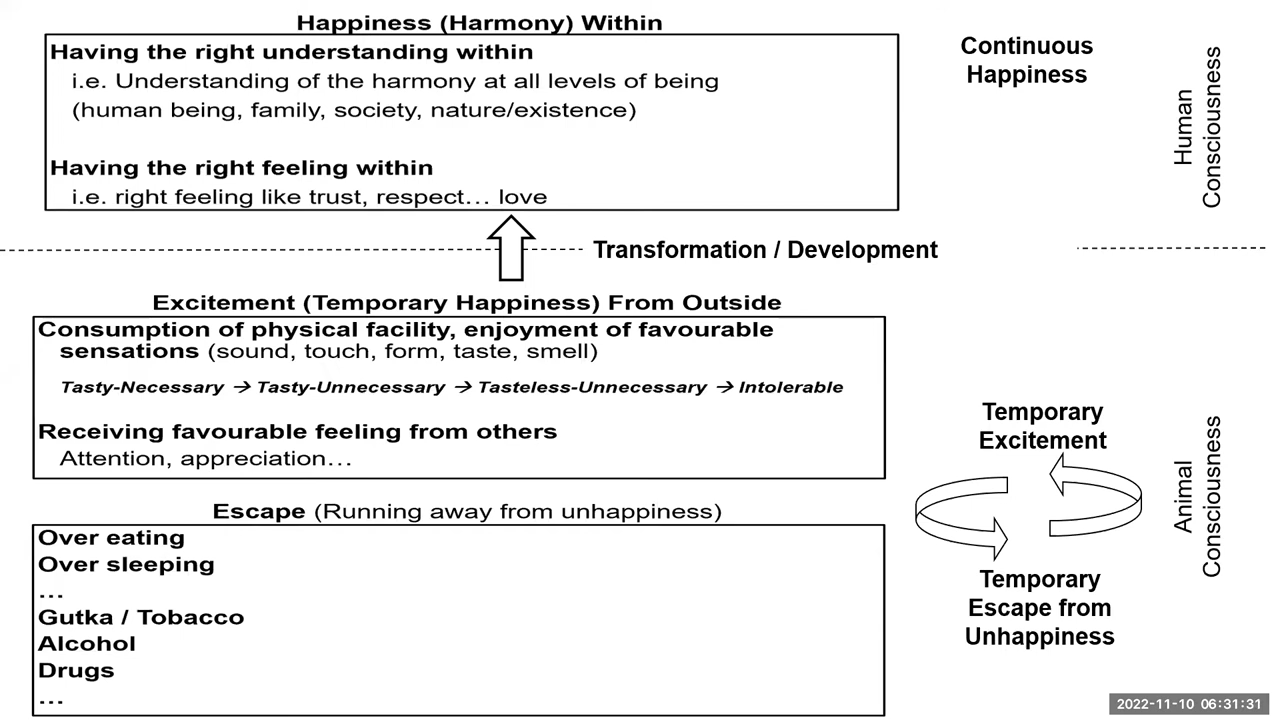 Happiness (Harmony) Within
Having the right understanding within
i.e. Understanding of the harmony at all levels of being
(human being, family, society, nature/existence)
Having the right feeling within
i.e. right feeling like trust, respect… love
Continuous
Happiness
Human
Consciousness
Transformation / Development
Excitement (Temporary Happiness) From Outside
Consumption of physical facility, enjoyment of favourable
sensations (sound, touch, form, taste, smell)
Tasty-Necessary → Tasty-Unnecessary → Tasteless-Unnecessary → Intolerable
Receiving favourable feeling from others
Attention, appreciation…
Escape (Running away from unhappiness)
Over eating
Over sleeping
…
Gutka / Tobacco
Alcohol
Drugs
…
Temporary
Excitement
Temporary
Escape from
Unhappiness
Animal
Consciousness
2022-11-10 06:31:31